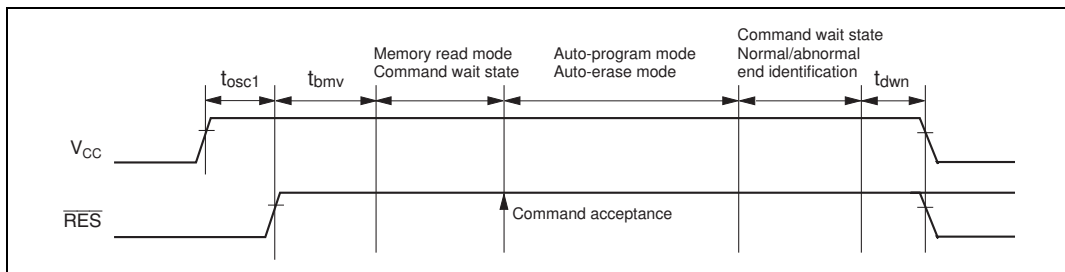 Memory read mode
Command wait state
Auto-program mode
Auto-erase mode
Command wait state
Normal/abnormal
end identification
tosc1
tbmv
tdwn
VCC
RES
Command acceptance